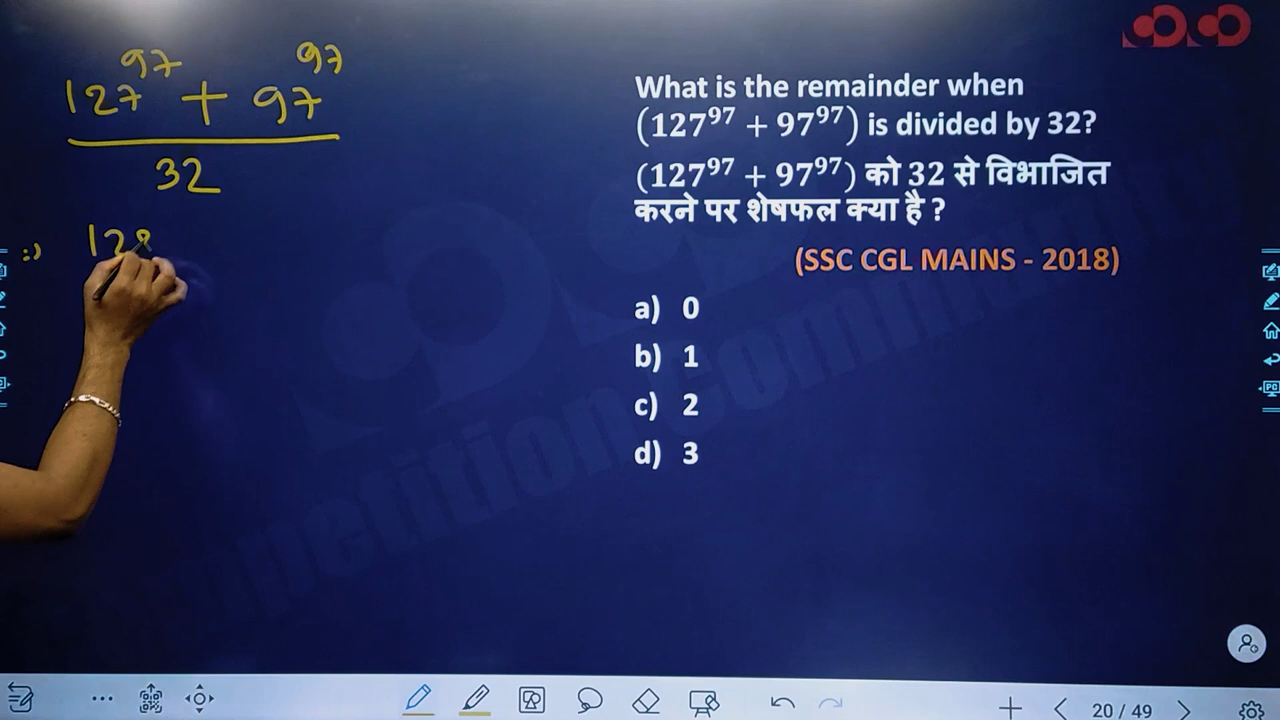 127^97 + 97^97
32
:) 128
What is the remainder when
(127^97 + 97^97) is divided by 32?
(127^97 + 97^97) को 32 से विभाजित
करने पर शेषफल क्या है ?
(SSC CGL MAINS - 2018)
a) 0
b) 1
c) 2
d) 3
PC
20 / 49